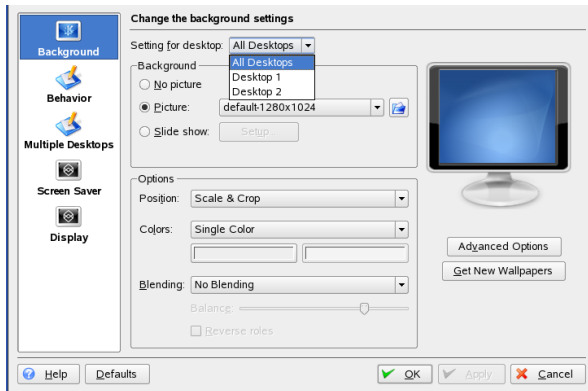 Change the background settings
Setting for desktop: All Desktops
All Desktops
Desktop 1
Desktop 2
Background
Behavior
Multiple Desktops
Screen Saver
Display
Background
No picture
Picture: default-1280x1024
Slide show: Setup...
Options
Position: Scale & Crop
Colors: Single Color
Blending: No Blending
Balance:
Reverse roles
Advanced Options
Get New Wallpapers
Help
Defaults
OK
Apply
Cancel